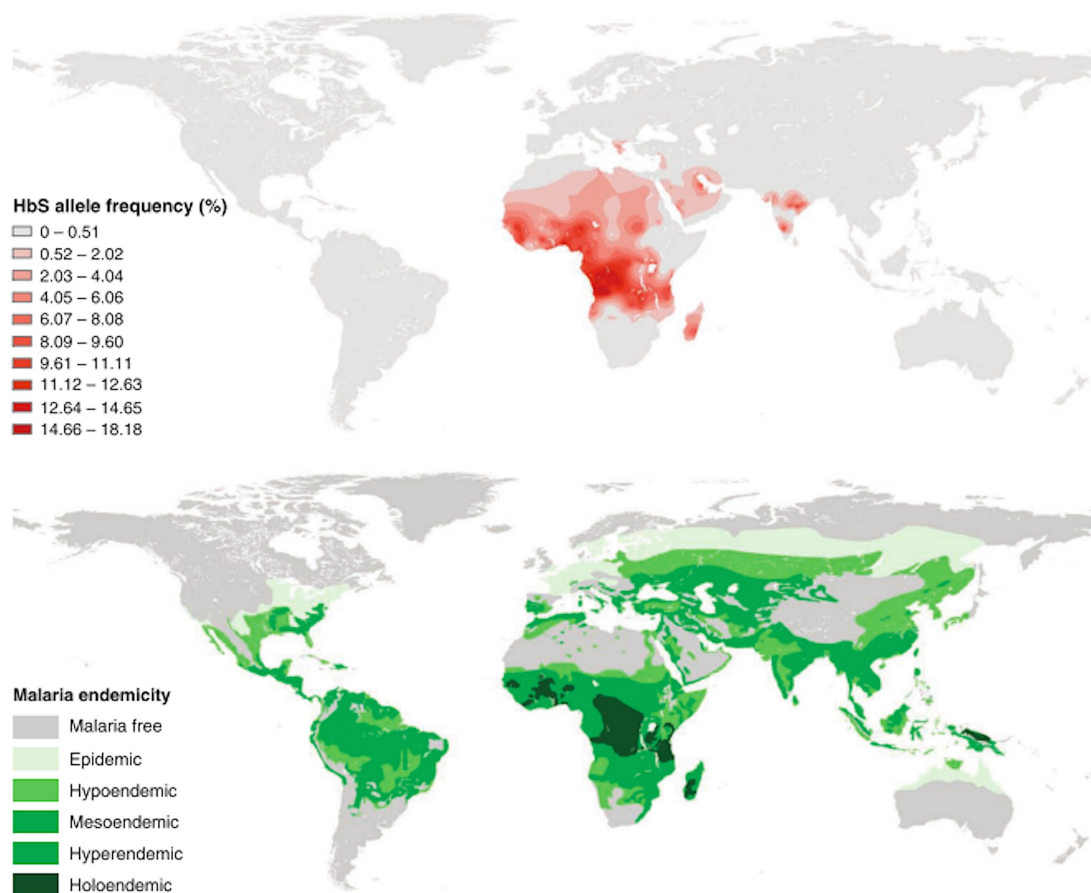 HbS allele frequency (%)
0 – 0.51
0.52 – 2.02
2.03 – 4.04
4.05 – 6.06
6.07 – 8.08
8.09 – 9.60
9.61 – 11.11
11.12 – 12.63
12.64 – 14.65
14.66 – 18.18
Malaria endemicity
Malaria free
Epidemic
Hypoendemic
Mesoendemic
Hyperendemic
Holoendemic